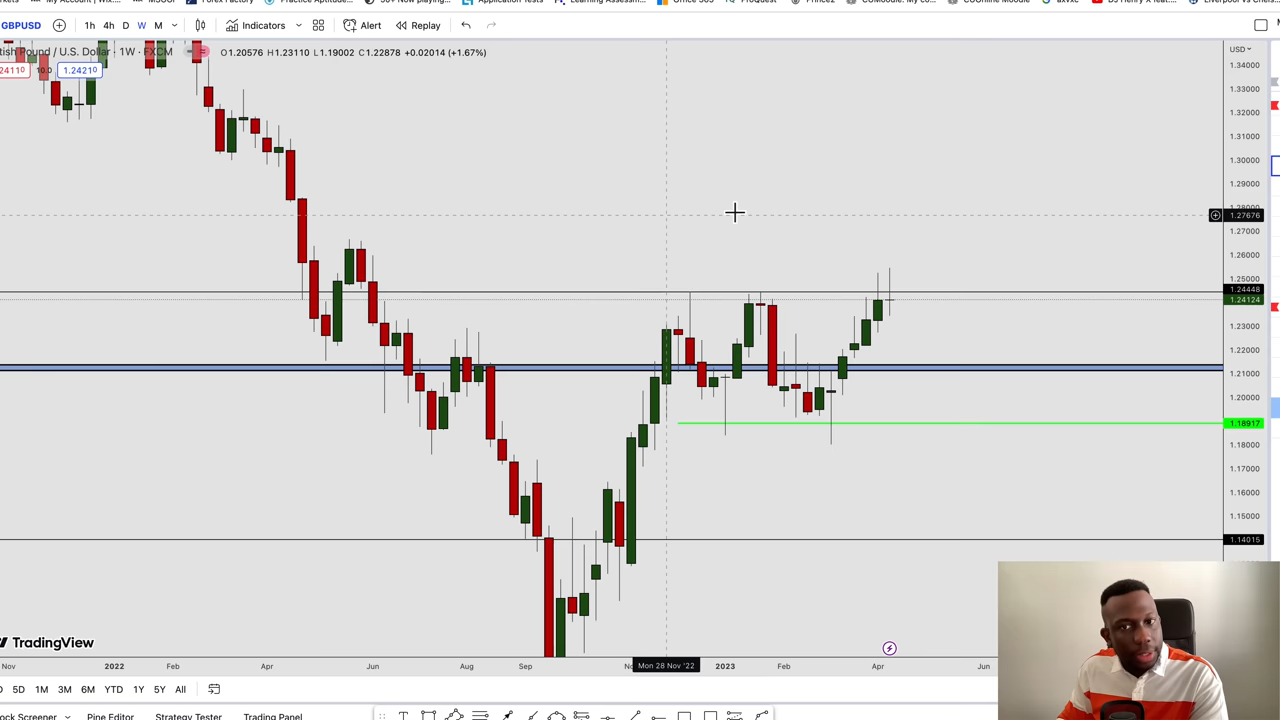 GBPUSD 1h 4h D W M Indicators Alert Replay
tish Pound / U.S. Dollar · 1W · FXCM O1.20576 H1.23110 L1.19002 C1.22878 +0.02014 (+1.67%)
24110 10.0 1.24210
USD
1.34000
1.33000
1.32000
1.31000
1.30000
1.29000
1.28000
1.27676
1.27000
1.26000
1.25000
1.24448
1.24124
1.23000
1.22000
1.21000
1.20000
1.18917
1.18000
1.17000
1.16000
1.15000
1.14015
TradingView
Nov 2022 Feb Apr Jun Aug Sep Mon 28 Nov '22 2023 Feb Apr Jun
D 5D 1M 3M 6M YTD 1Y 5Y All
tock Screener Pine Editor Strategy Tester Trading Panel